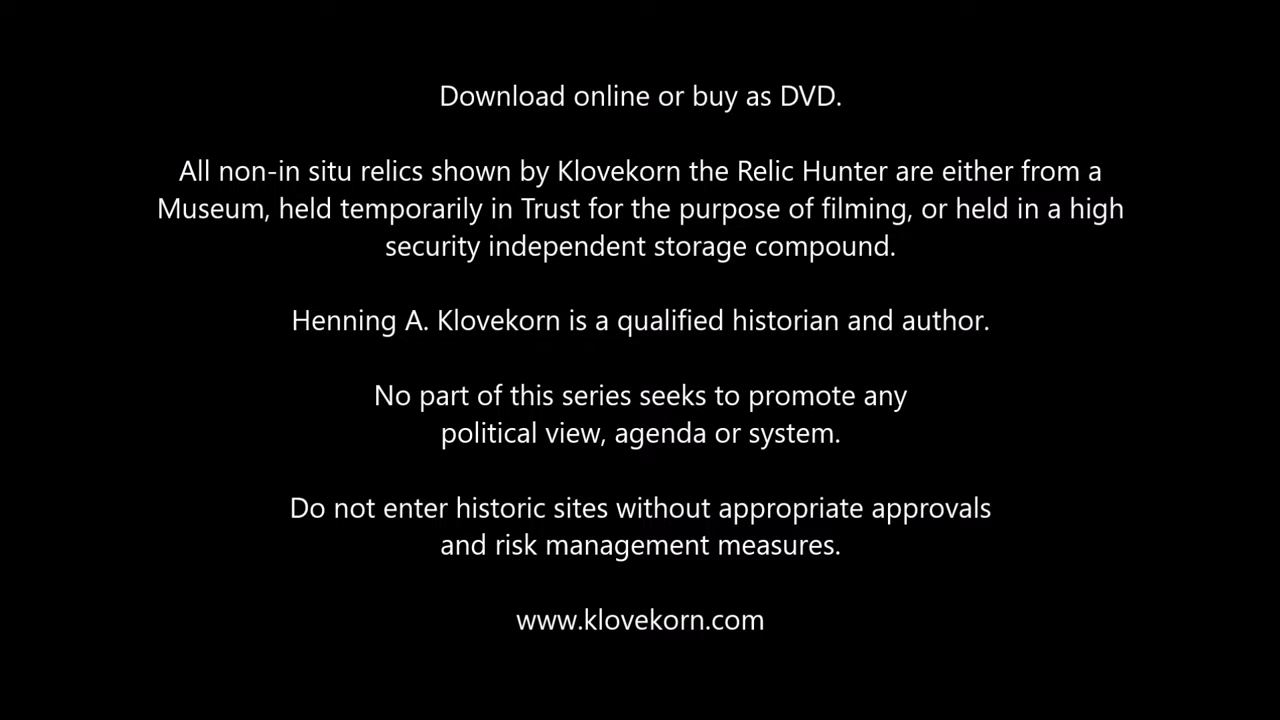 Download online or buy as DVD.
All non-in situ relics shown by Klovekorn the Relic Hunter are either from a
Museum, held temporarily in Trust for the purpose of filming, or held in a high
security independent storage compound.
Henning A. Klovekorn is a qualified historian and author.
No part of this series seeks to promote any
political view, agenda or system.
Do not enter historic sites without appropriate approvals
and risk management measures.
www.klovekorn.com